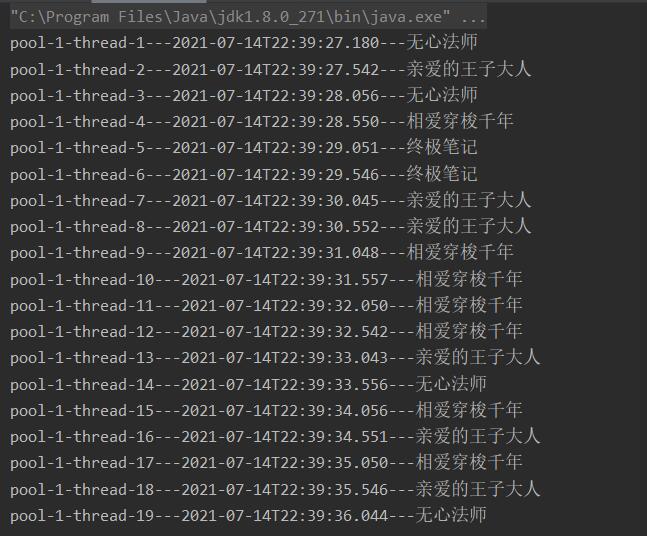 "C:\Program Files\Java\jdk1.8.0_271\bin\java.exe" ...
pool-1-thread-1---2021-07-14T22:39:27.180---无心法师
pool-1-thread-2---2021-07-14T22:39:27.542---亲爱的王子大人
pool-1-thread-3---2021-07-14T22:39:28.056---无心法师
pool-1-thread-4---2021-07-14T22:39:28.550---相爱穿梭千年
pool-1-thread-5---2021-07-14T22:39:29.051---终极笔记
pool-1-thread-6---2021-07-14T22:39:29.546---终极笔记
pool-1-thread-7---2021-07-14T22:39:30.045---亲爱的王子大人
pool-1-thread-8---2021-07-14T22:39:30.552---亲爱的王子大人
pool-1-thread-9---2021-07-14T22:39:31.048---相爱穿梭千年
pool-1-thread-10---2021-07-14T22:39:31.557---相爱穿梭千年
pool-1-thread-11---2021-07-14T22:39:32.050---相爱穿梭千年
pool-1-thread-12---2021-07-14T22:39:32.542---相爱穿梭千年
pool-1-thread-13---2021-07-14T22:39:33.043---亲爱的王子大人
pool-1-thread-14---2021-07-14T22:39:33.556---无心法师
pool-1-thread-15---2021-07-14T22:39:34.056---相爱穿梭千年
pool-1-thread-16---2021-07-14T22:39:34.551---亲爱的王子大人
pool-1-thread-17---2021-07-14T22:39:35.050---相爱穿梭千年
pool-1-thread-18---2021-07-14T22:39:35.546---亲爱的王子大人
pool-1-thread-19---2021-07-14T22:39:36.044---无心法师